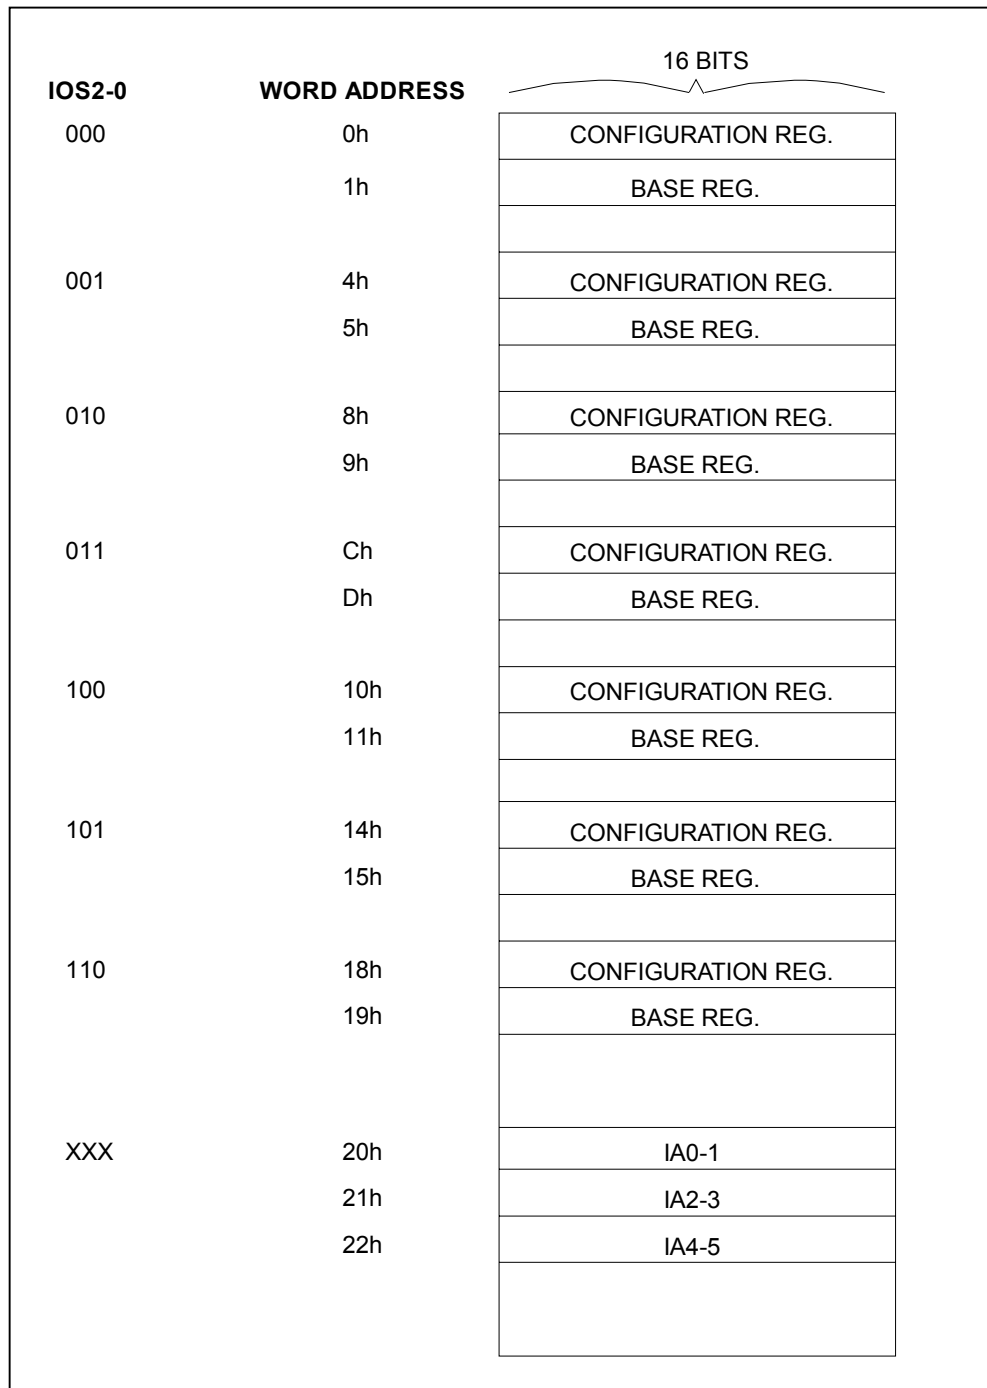 16 BITS
IOS2-0 WORD ADDRESS
000 0h CONFIGURATION REG.
1h BASE REG.
001 4h CONFIGURATION REG.
5h BASE REG.
010 8h CONFIGURATION REG.
9h BASE REG.
011 Ch CONFIGURATION REG.
Dh BASE REG.
100 10h CONFIGURATION REG.
11h BASE REG.
101 14h CONFIGURATION REG.
15h BASE REG.
110 18h CONFIGURATION REG.
19h BASE REG.
XXX 20h IA0-1
21h IA2-3
22h IA4-5